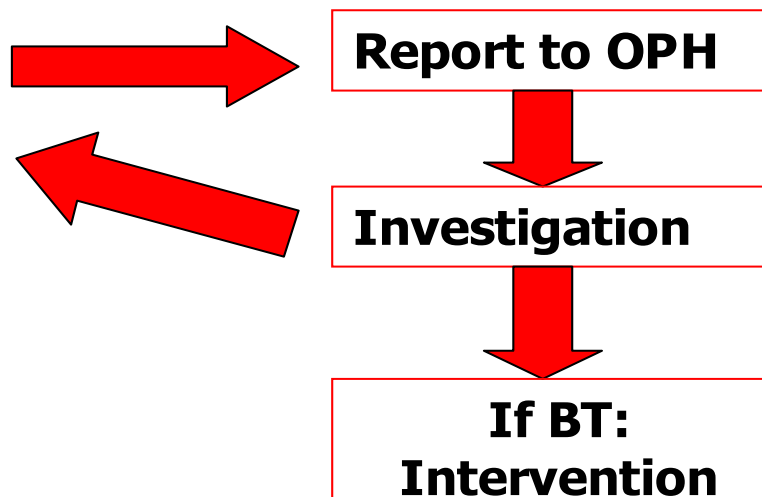 Report to OPH
Investigation
If BT:
Intervention